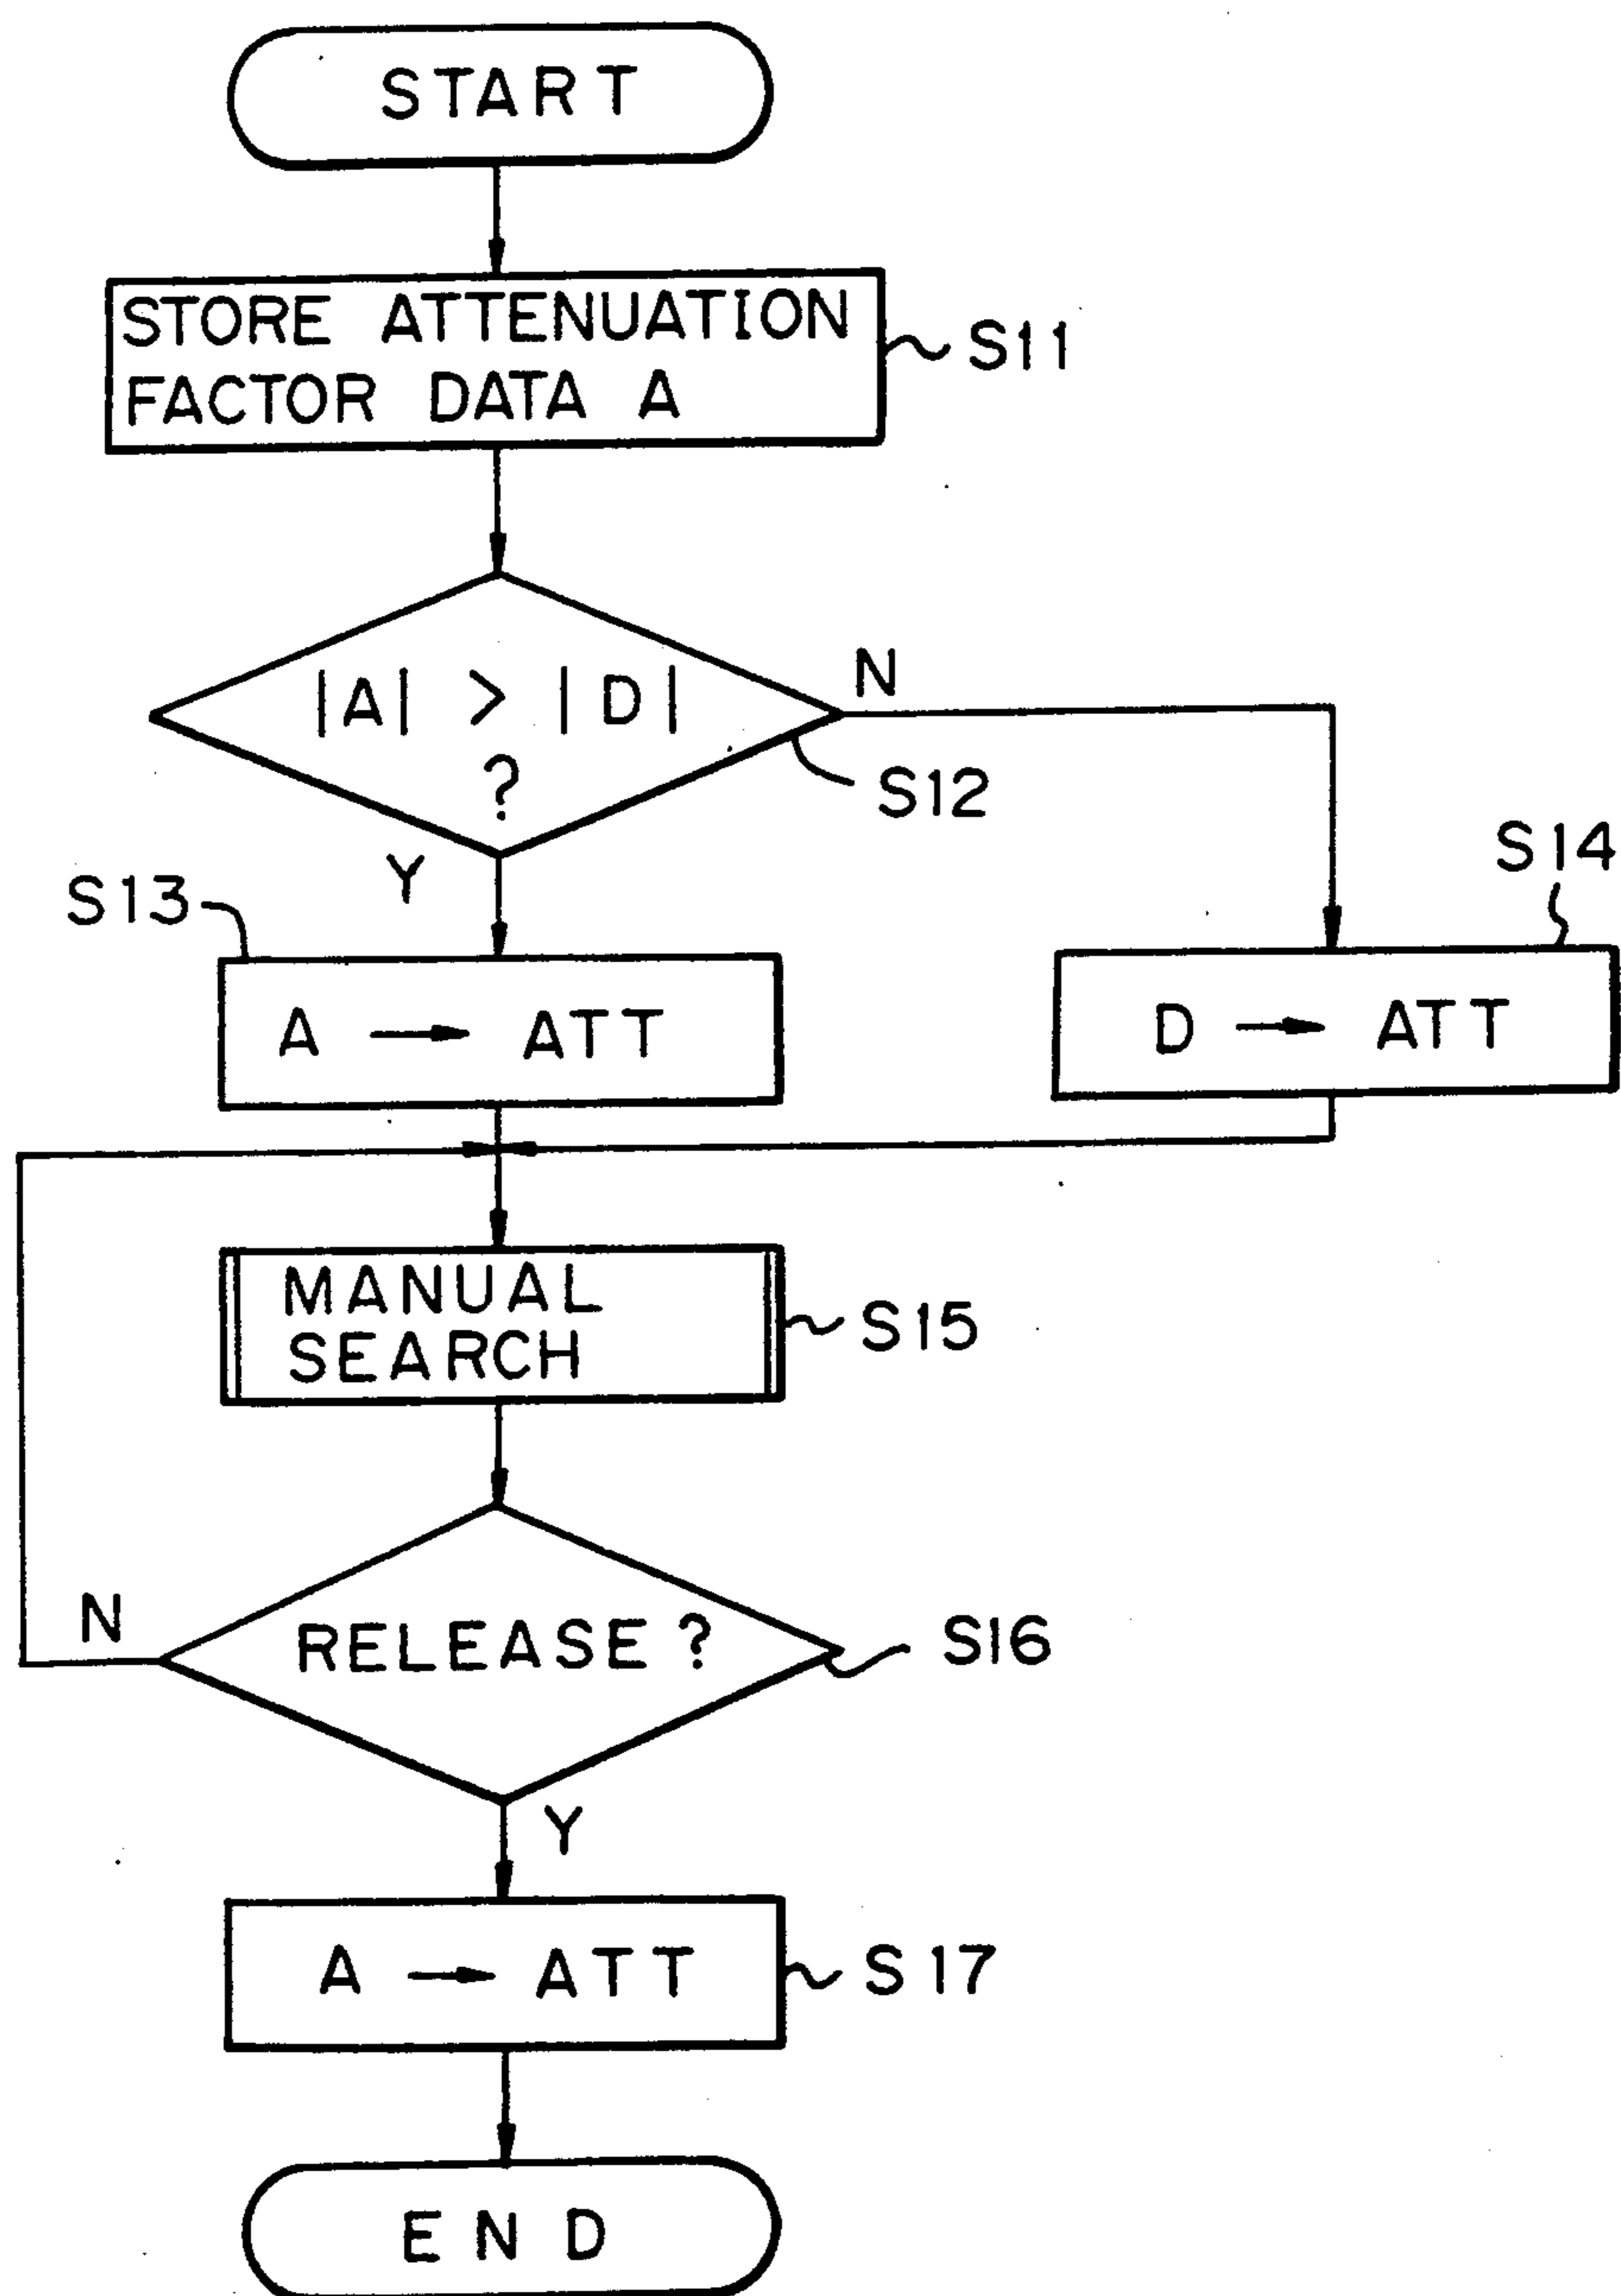 START
STORE ATTENUATION
FACTOR DATA A
S11
|A| > |D|
?
N
S12
Y
S13
A → ATT
S14
D → ATT
MANUAL
SEARCH
S15
RELEASE?
N
S16
Y
A → ATT
S17
END